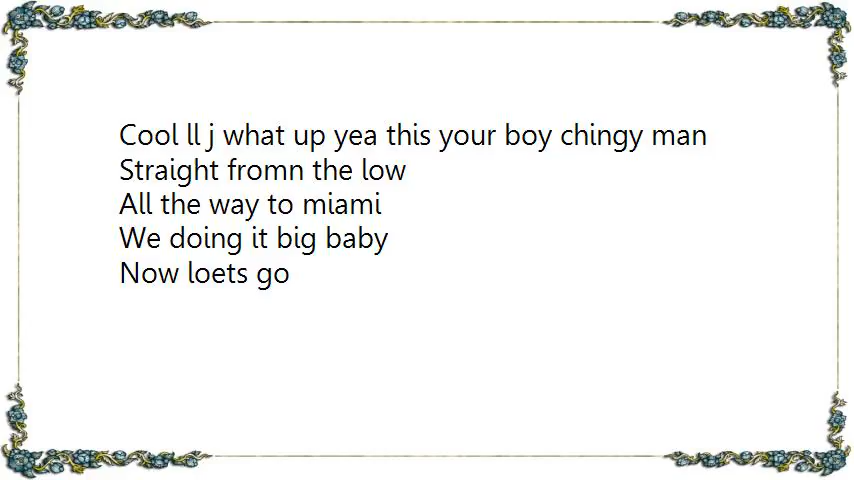 Cool ll j what up yea this your boy chingy man
Straight fromn the low
All the way to miami
We doing it big baby
Now loets go